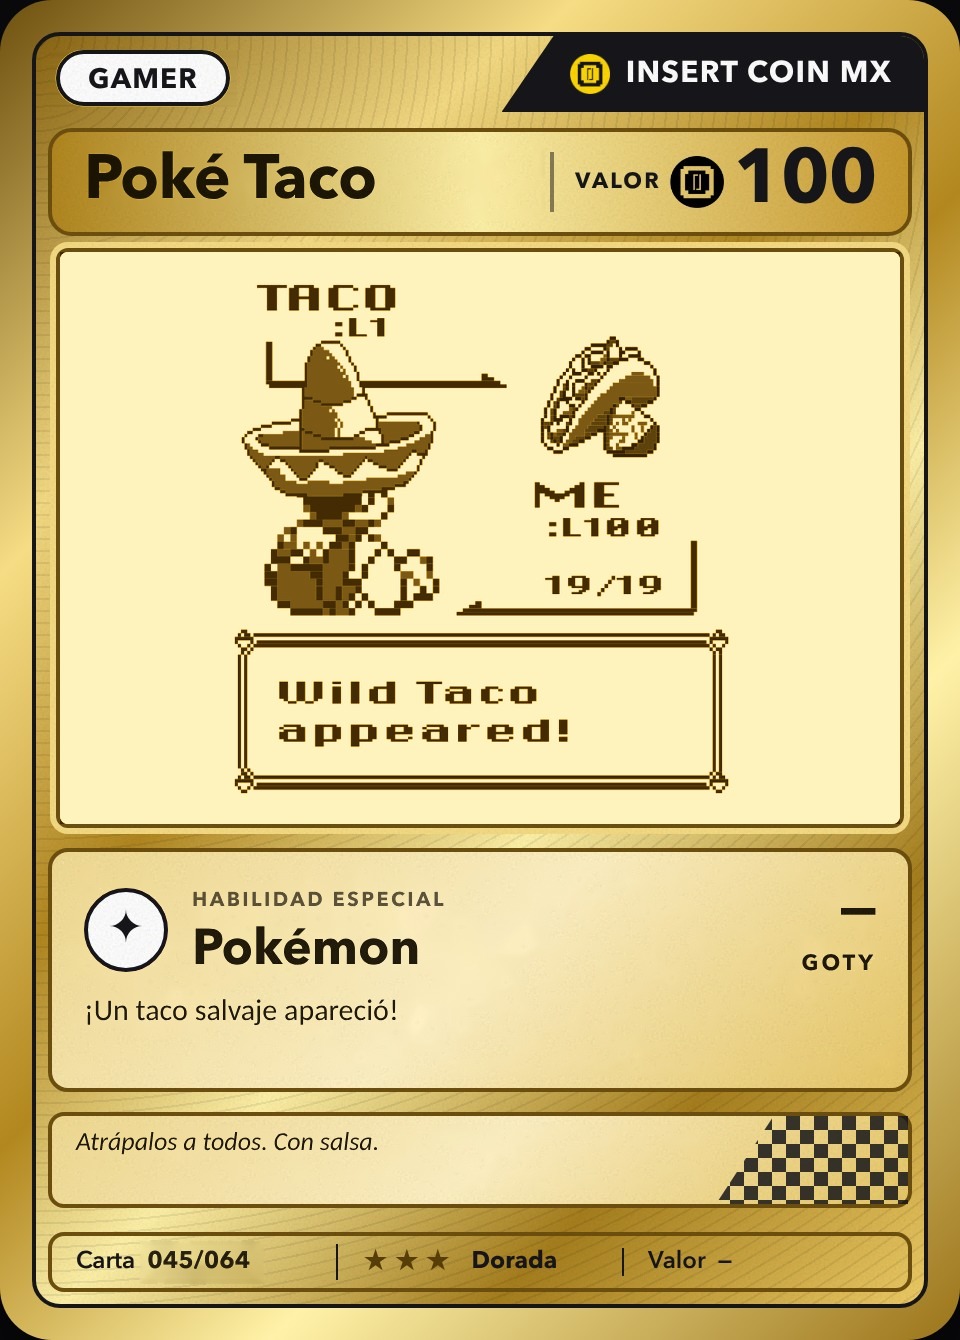 GAMER
INSERT COIN MX
Poké Taco
VALOR 100
TACO
:L1
ME
:L100
19/19
Wild Taco
appeared!
HABILIDAD ESPECIAL
Pokémon
–
GOTY
¡Un taco salvaje apareció!
Atrápalos a todos. Con salsa.
Carta 045/064 ★★★ Dorada Valor –